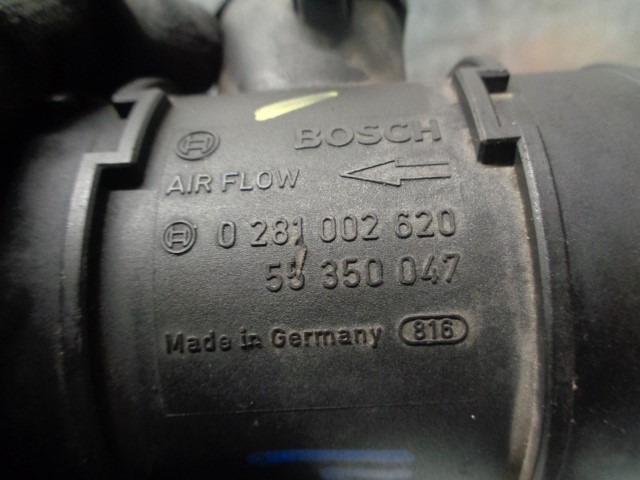 BOSCH
AIR FLOW
0 281 002 620
55 350 047
Made in Germany 816